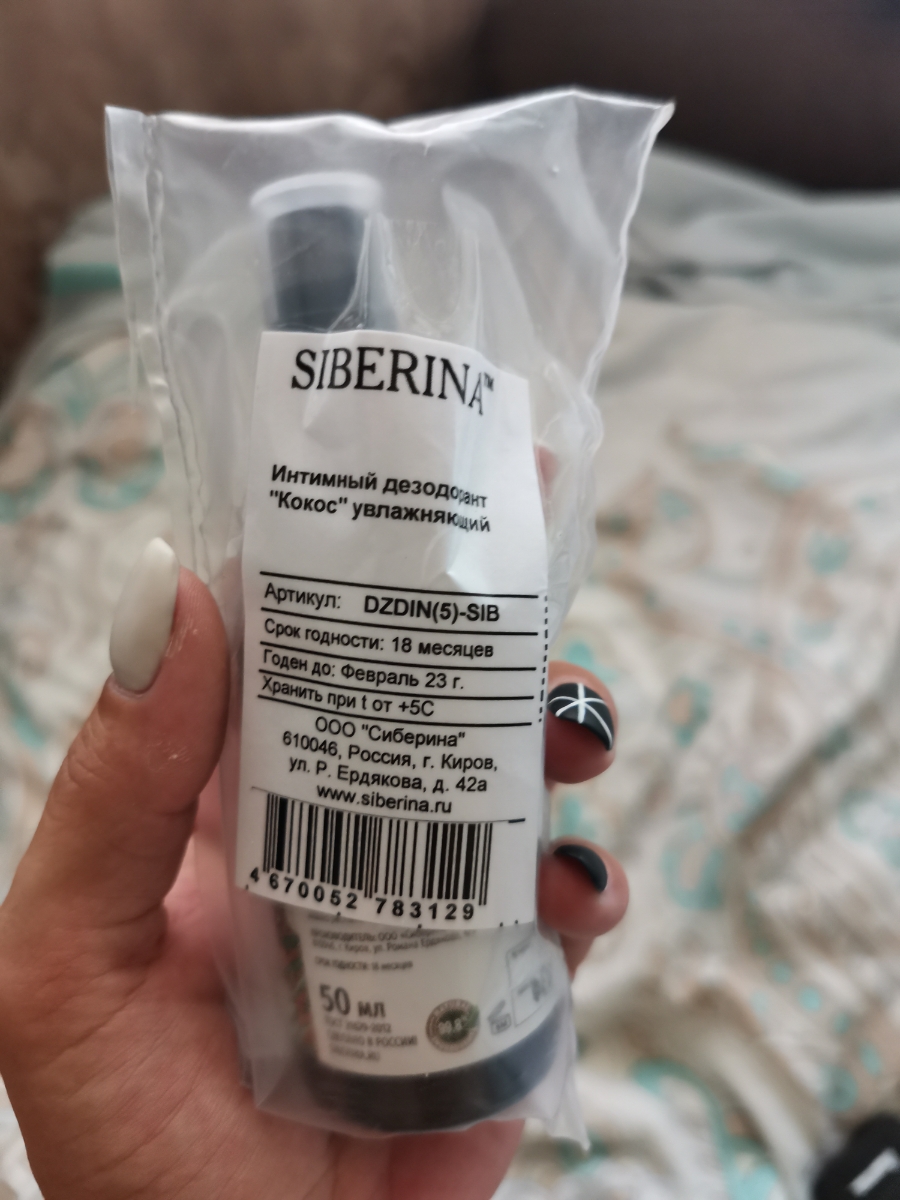 SIBERINA™
Интимный дезодорант
"Кокос" увлажняющий
Артикул: DZDIN(5)-SIB
Срок годности: 18 месяцев
Годен до: Февраль 23 г.
Хранить при t от +5C
ООО "Сиберина"
610046, Россия, г. Киров,
ул. Р. Ердякова, д. 42а
www.siberina.ru
4 670052 783129
50 мл